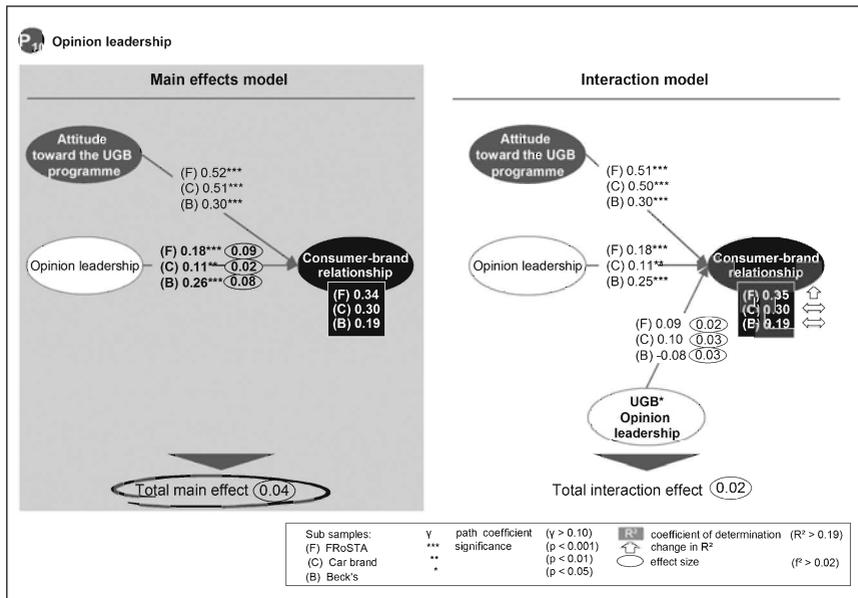 P10 Opinion leadership
Main effects model
Attitude
toward the UGB
programme
(F) 0.52***
(C) 0.51***
(B) 0.30***
Opinion leadership
(F) 0.18*** 0.09
(C) 0.11** 0.02
(B) 0.26*** 0.08
Consumer-brand
relationship
(F) 0.34
(C) 0.30
(B) 0.19
Total main effect 0.04
Interaction model
Attitude
toward the UGB
programme
(F) 0.51***
(C) 0.50***
(B) 0.30***
Opinion leadership
(F) 0.18***
(C) 0.11**
(B) 0.25***
Consumer-brand
relationship
(F) 0.35
(C) 0.30
(B) 0.19
(F) 0.09 0.02
(C) 0.10 0.03
(B) -0.08 0.03
UGB*
Opinion
leadership
Total interaction effect 0.02
Sub samples:
(F) FRoSTA
(C) Car brand
(B) Beck's
γ path coefficient (γ > 0.10)
*** significance (p < 0.001)
** (p < 0.01)
* (p < 0.05)
R² coefficient of determination (R² > 0.19)
change in R²
effect size (f² > 0.02)